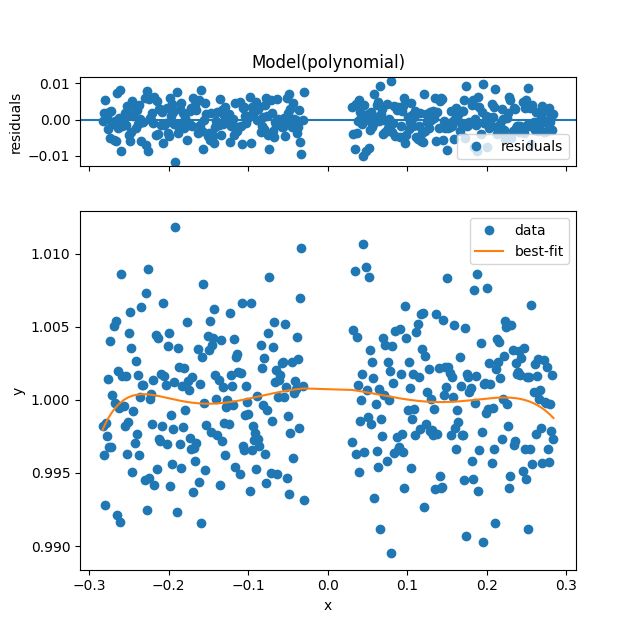 Model(polynomial)
0.01
0.00
−0.01
residuals
residuals
1.010
1.005
1.000
0.995
0.990
y
data
best-fit
−0.3 −0.2 −0.1 0.0 0.1 0.2 0.3
x